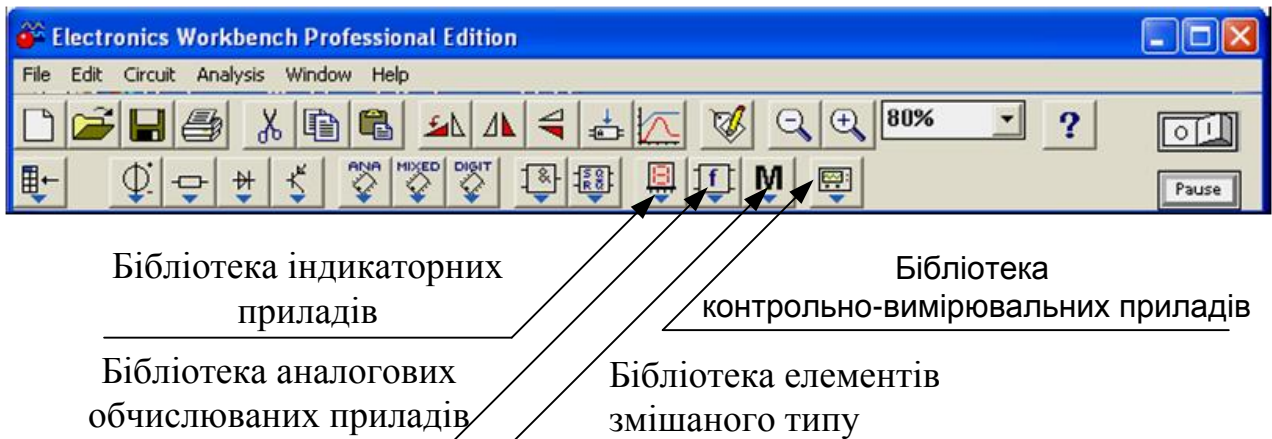 Electronics Workbench Professional Edition
File Edit Circuit Analysis Window Help
80% ?
ANA MIXED DIGIT & f M
Pause
Бібліотека індикаторних
приладів
Бібліотека
контрольно-вимірювальних приладів
Бібліотека аналогових
обчислюваних приладів
Бібліотека елементів
змішаного типу